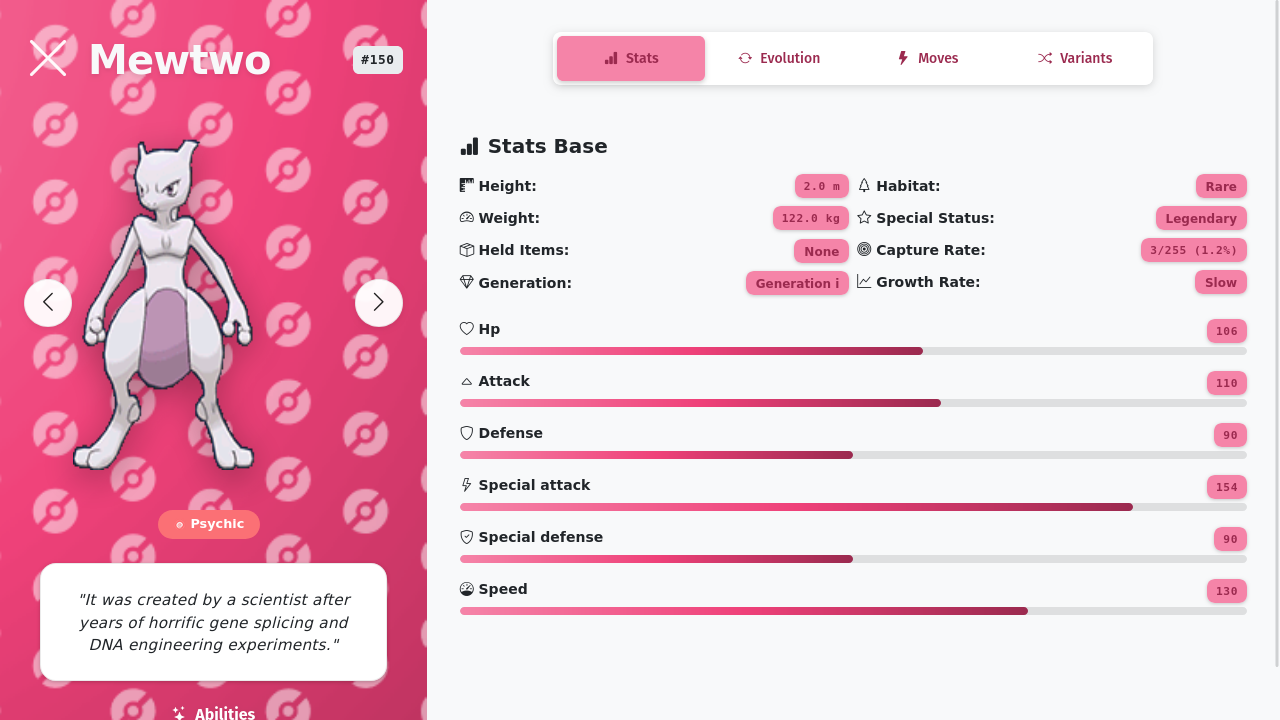 Mewtwo
#150
Psychic
"It was created by a scientist after
years of horrific gene splicing and
DNA engineering experiments."
Abilities
Stats
Evolution
Moves
Variants
Stats Base
Height:
2.0 m
Habitat:
Rare
Weight:
122.0 kg
Special Status:
Legendary
Held Items:
None
Capture Rate:
3/255 (1.2%)
Generation:
Generation i
Growth Rate:
Slow
Hp
106
Attack
110
Defense
90
Special attack
154
Special defense
90
Speed
130